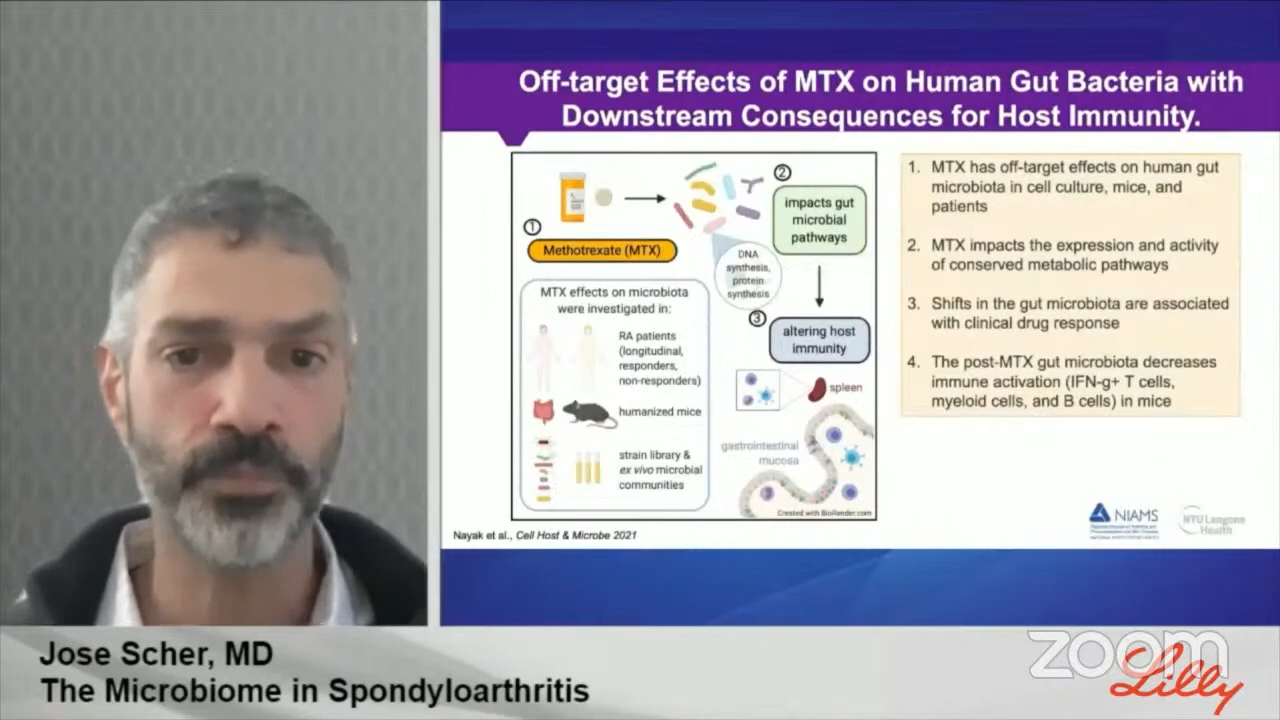 Off-target Effects of MTX on Human Gut Bacteria with
Downstream Consequences for Host Immunity.
1
Methotrexate (MTX)
2
impacts gut
microbial
pathways
DNA
synthesis,
protein
synthesis
3
altering host
immunity
MTX effects on microbiota
were investigated in:
RA patients
(longitudinal,
responders,
non-responders)
humanized mice
strain library &
ex vivo microbial
communities
spleen
gastrointestinal
mucosa
Created with BioRender.com
Nayak et al., Cell Host & Microbe 2021
1. MTX has off-target effects on human gut
microbiota in cell culture, mice, and
patients
2. MTX impacts the expression and activity
of conserved metabolic pathways
3. Shifts in the gut microbiota are associated
with clinical drug response
4. The post-MTX gut microbiota decreases
immune activation (IFN-g+ T cells,
myeloid cells, and B cells) in mice
NIAMS
NYU Langone
Health
Jose Scher, MD
The Microbiome in Spondyloarthritis
zoom
Lilly